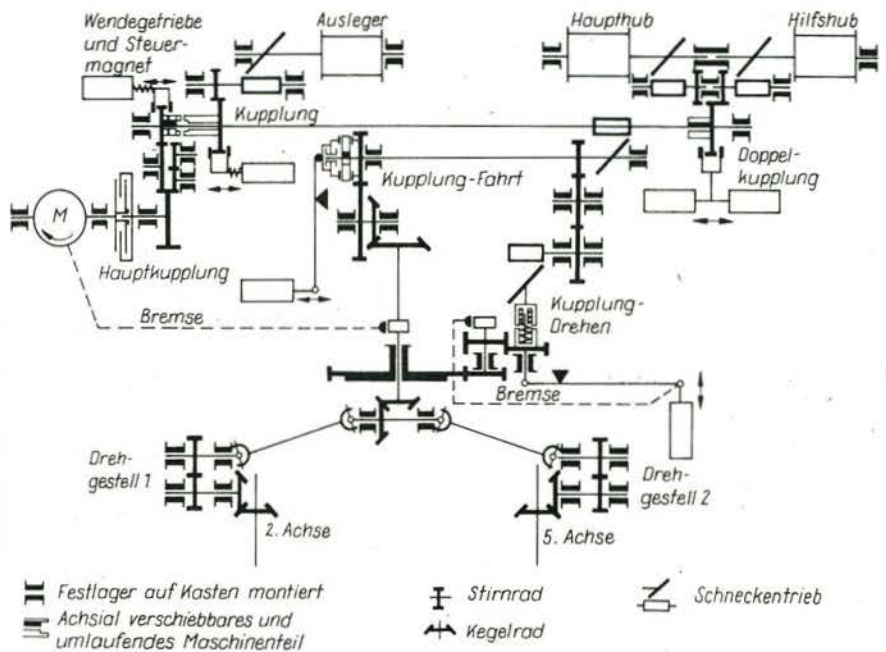 Wendegetriebe
und Steuer-
magnet
Ausleger
Haupthub
Hilfshub
Kupplung
Kupplung-Fahrt
Doppel-
kupplung
M
Hauptkupplung
Kupplung-
Drehen
Bremse
Bremse
Dreh-
gestell 1
2. Achse
5. Achse
Dreh-
gestell 2
Festlager auf Kasten montiert
Achsial verschiebbares und
umlaufendes Maschinenteil
Stirnrad
Kegelrad
Schneckentrieb